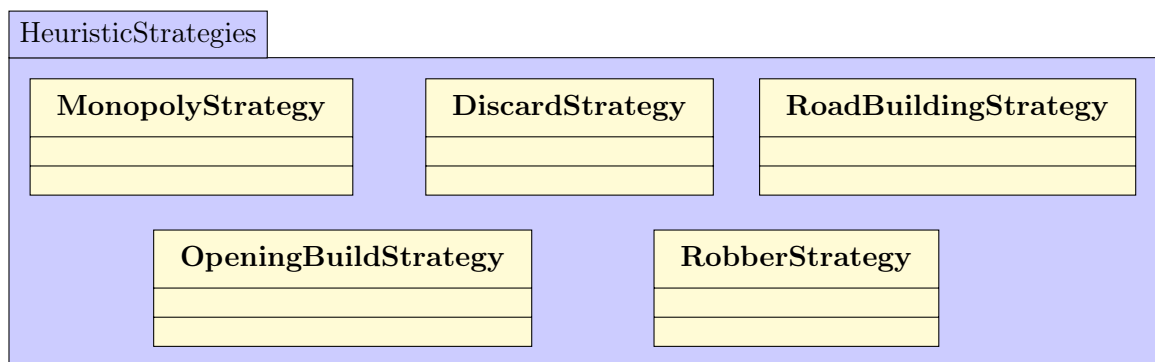 HeuristicStrategies
MonopolyStrategy
DiscardStrategy
RoadBuildingStrategy
OpeningBuildStrategy
RobberStrategy